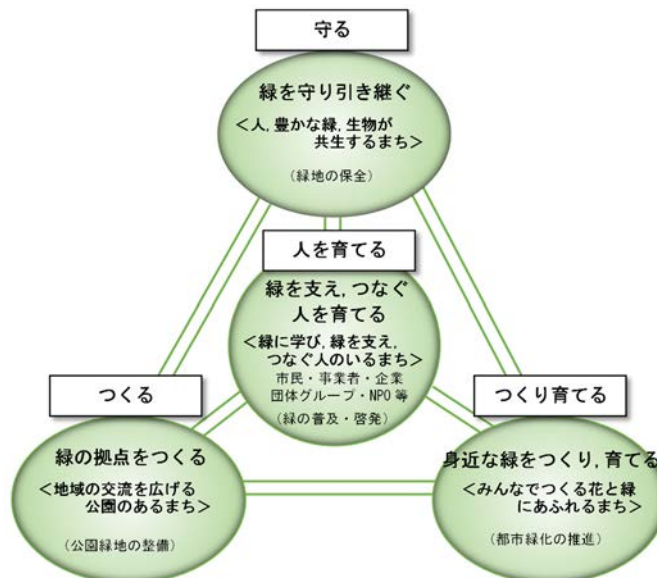 守る
緑を守り引き継ぐ
＜人, 豊かな緑, 生物が
共生するまち＞
（緑地の保全）
人を育てる
緑を支え, つなぐ
人を育てる
＜緑に学び, 緑を支え,
つなぐ人のいるまち＞
市民・事業者・企業
団体グループ・NPO 等
（緑の普及・啓発）
つくる
緑の拠点をつくる
＜地域の交流を広げる
公園のあるまち＞
（公園緑地の整備）
つくり育てる
身近な緑をつくり, 育てる
＜みんなでつくる花と緑
にあふれるまち＞
（都市緑化の推進）